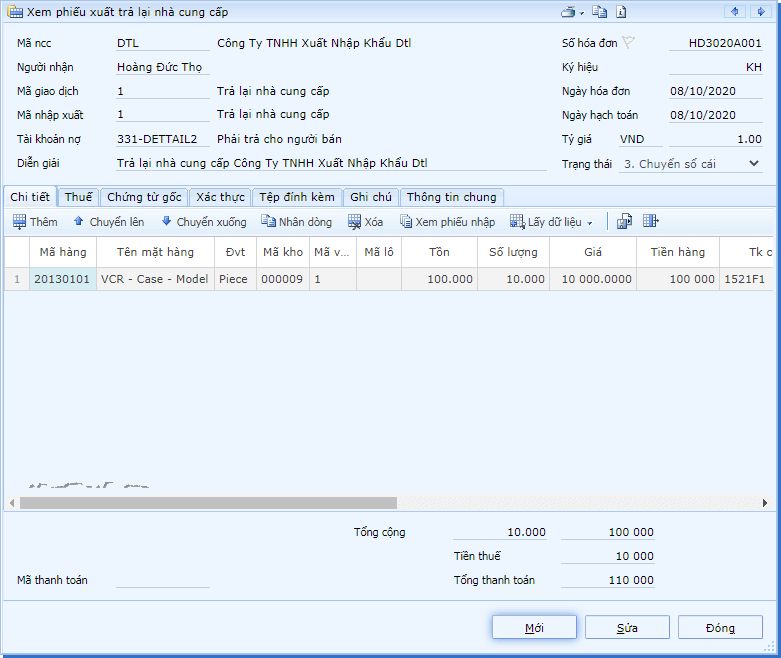 Xem phiếu xuất trả lại nhà cung cấp
Mã ncc DTL Công Ty TNHH Xuất Nhập Khẩu Dtl Số hóa đơn HD3020A001
Người nhận Hoàng Đức Thọ Ký hiệu KH
Mã giao dịch 1 Trả lại nhà cung cấp Ngày hóa đơn 08/10/2020
Mã nhập xuất 1 Trả lại nhà cung cấp Ngày hạch toán 08/10/2020
Tài khoản nợ 331-DETTAIL2 Phải trả cho người bán Tỷ giá VND 1.00
Diễn giải Trả lại nhà cung cấp Công Ty TNHH Xuất Nhập Khẩu Dtl Trạng thái 3. Chuyển sổ cái
Chi tiết Thuế Chứng từ gốc Xác thực Tệp đính kèm Ghi chú Thông tin chung
Thêm Chuyển lên Chuyển xuống Nhân dòng Xóa Xem phiếu nhập Lấy dữ liệu
Mã hàng Tên mặt hàng Đvt Mã kho Mã v... Mã lô Tồn Số lượng Giá Tiền hàng Tk c
1 20130101 VCR - Case - Model Piece 000009 1 100.000 10.000 10 000.0000 100 000 1521F1
Tổng cộng 10.000 100 000
Tiền thuế 10 000
Mã thanh toán Tổng thanh toán 110 000
Mới Sửa Đóng